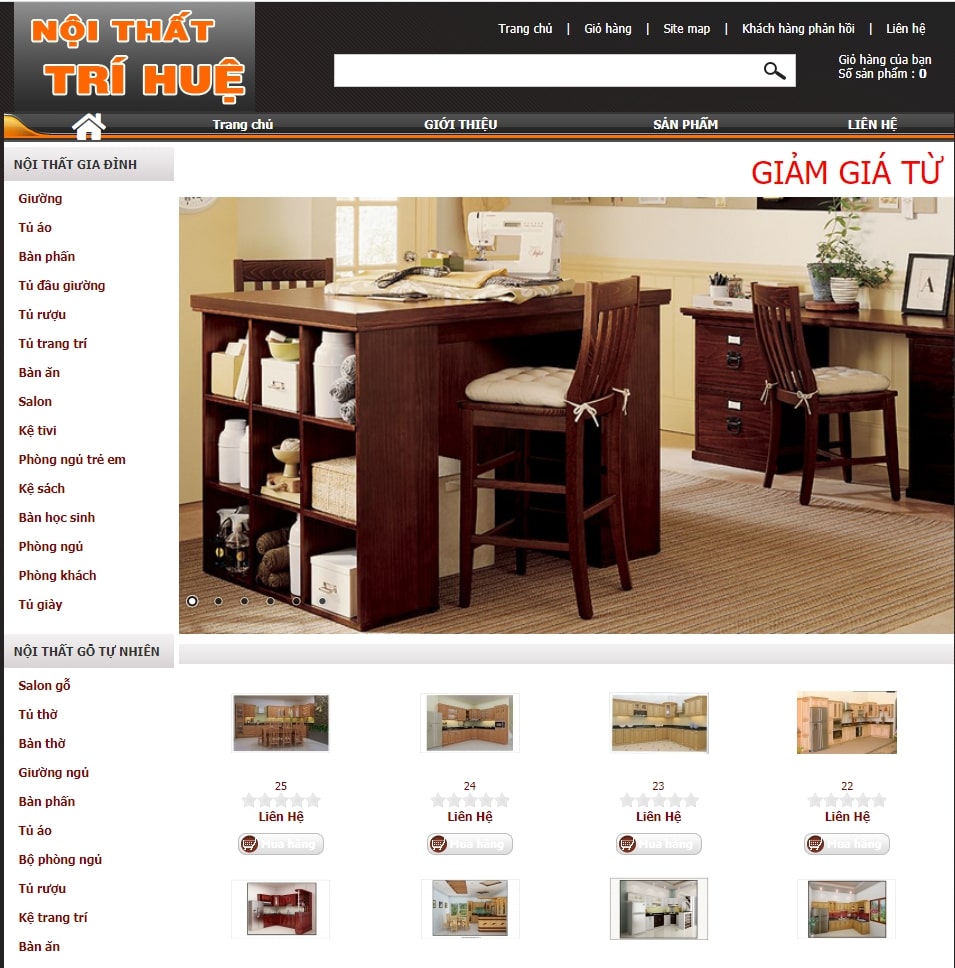 NỘI THẤT
TRÍ HUỆ
Trang chủ | Giỏ hàng | Site map | Khách hàng phản hồi | Liên hệ
Giỏ hàng của bạn
Số sản phẩm : 0
Trang chủ GIỚI THIỆU SẢN PHẨM LIÊN HỆ
NỘI THẤT GIA ĐÌNH
Giường
Tủ áo
Bàn phấn
Tủ đầu giường
Tủ rượu
Tủ trang trí
Bàn ăn
Salon
Kệ tivi
Phòng ngủ trẻ em
Kệ sách
Bàn học sinh
Phòng ngủ
Phòng khách
Tủ giày
GIẢM GIÁ TỪ
NỘI THẤT GỖ TỰ NHIÊN
Salon gỗ
Tủ thờ
Bàn thờ
Giường ngủ
Bàn phấn
Tủ áo
Bộ phòng ngủ
Tủ rượu
Kệ trang trí
Bàn ăn
25 24 23 22
Liên Hệ Liên Hệ Liên Hệ Liên Hệ
Mua hàng Mua hàng Mua hàng Mua hàng